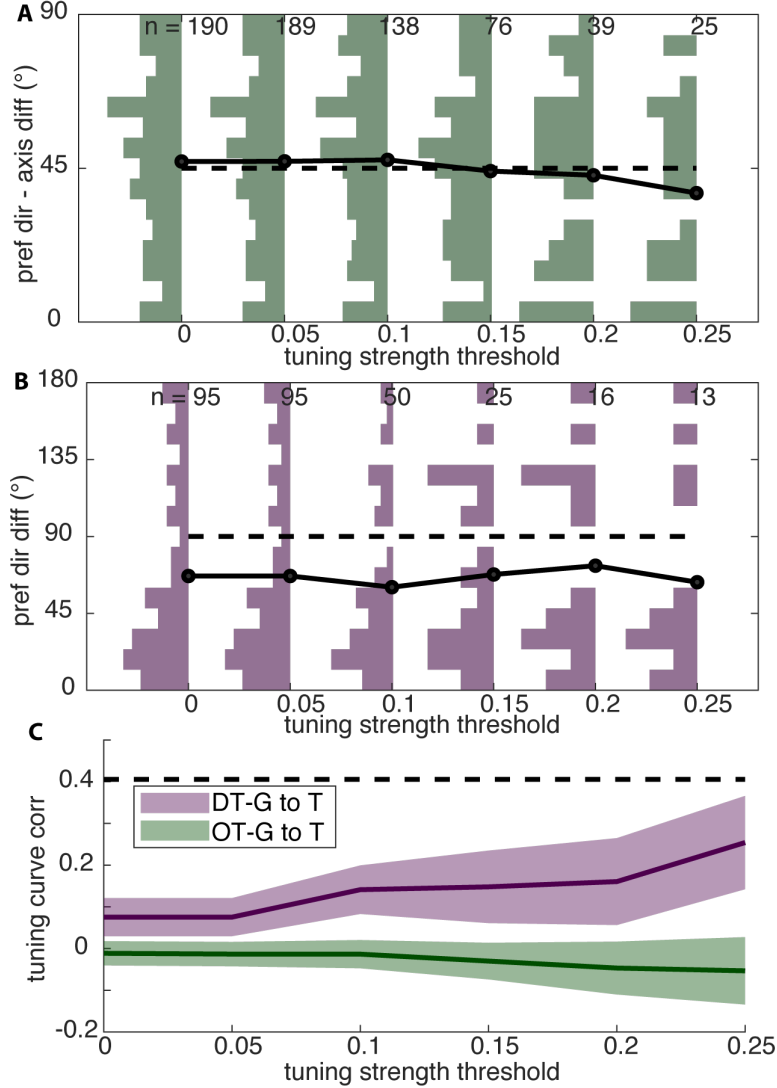 A
90
n = 190 189 138 76 39 25
pref dir - axis diff (°)
45
0
0 0.05 0.1 0.15 0.2 0.25
tuning strength threshold
B
180
n = 95 95 50 25 16 13
135
pref dir diff (°)
90
45
0
0 0.05 0.1 0.15 0.2 0.25
tuning strength threshold
C
0.4
DT-G to T
OT-G to T
tuning curve corr
0.2
0
-0.2
0 0.05 0.1 0.15 0.2 0.25
tuning strength threshold